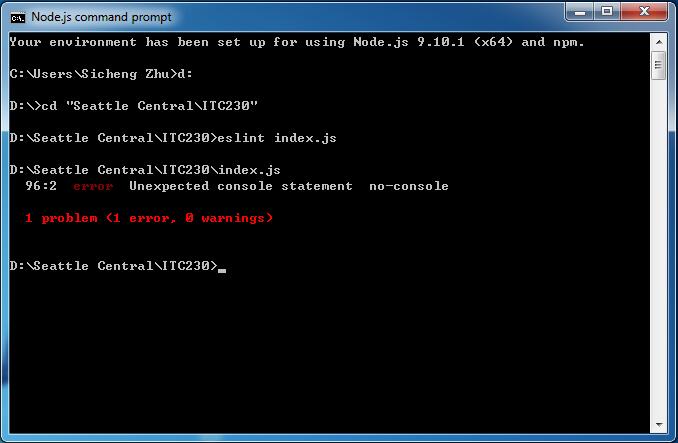 Node.js command prompt
Your environment has been set up for using Node.js 9.10.1 (x64) and npm.
C:\Users\Sicheng Zhu>d:
D:\>cd "Seattle Central\ITC230"
D:\Seattle Central\ITC230>eslint index.js
D:\Seattle Central\ITC230\index.js
96:2  error  Unexpected console statement  no-console
1 problem (1 error, 0 warnings)
D:\Seattle Central\ITC230>_